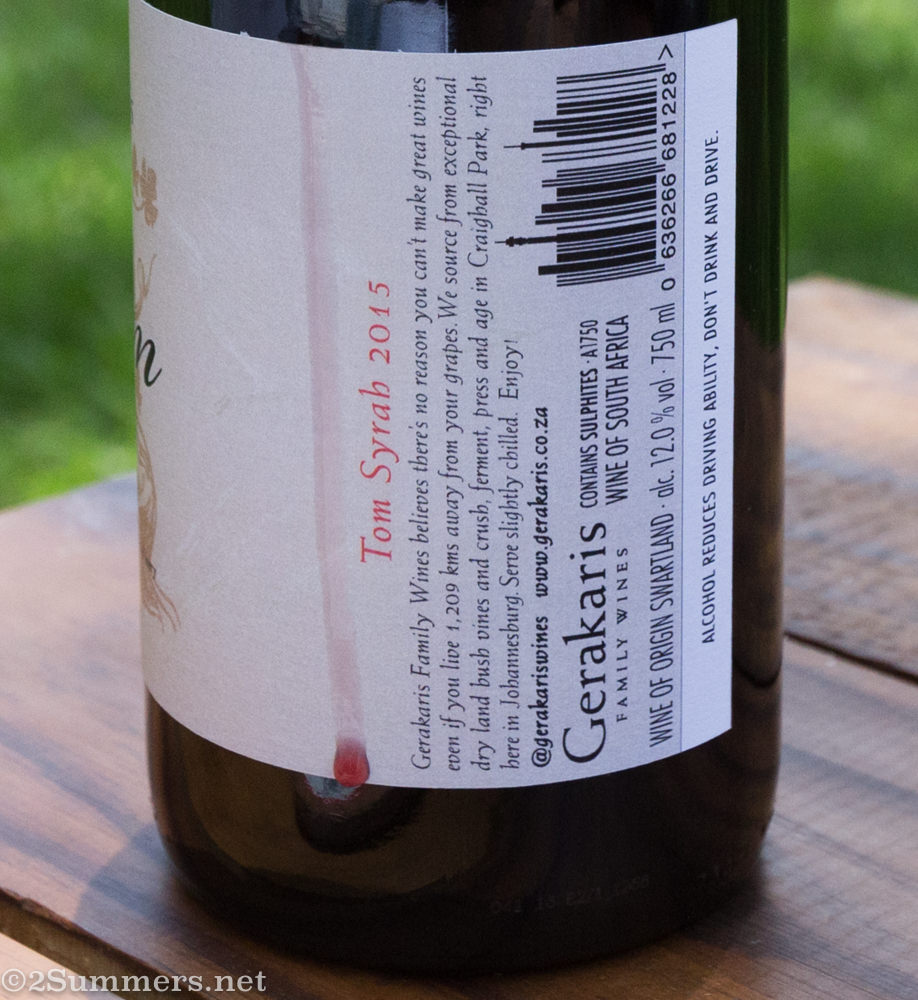 n
Tom Syrah 2015
Gerakaris Family Wines believes there's no reason you can't make great wines
even if you live 1,209 kms away from your grapes. We source from exceptional
dry land bush vines and crush, ferment, press and age in Craighall Park, right
here in Johannesburg. Serve slightly chilled. Enjoy!
@gerakariswines www.gerakaris.co.za
Gerakaris
FAMILY WINES
CONTAINS SULPHITES · A1750
WINE OF SOUTH AFRICA
WINE OF ORIGIN SWARTLAND · alc. 12.0 % vol · 750 ml
0 636266 681228 >
ALCOHOL REDUCES DRIVING ABILITY, DON'T DRINK AND DRIVE.
©2Summers.net